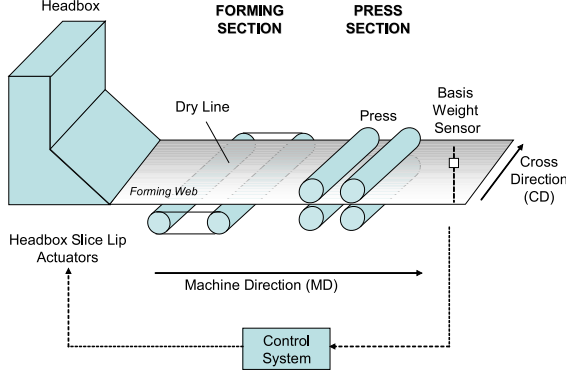 Headbox
FORMING
SECTION
PRESS
SECTION
Dry Line
Press
Basis
Weight
Sensor
Cross
Direction
(CD)
Forming Web
Headbox Slice Lip
Actuators
Machine Direction (MD)
Control
System